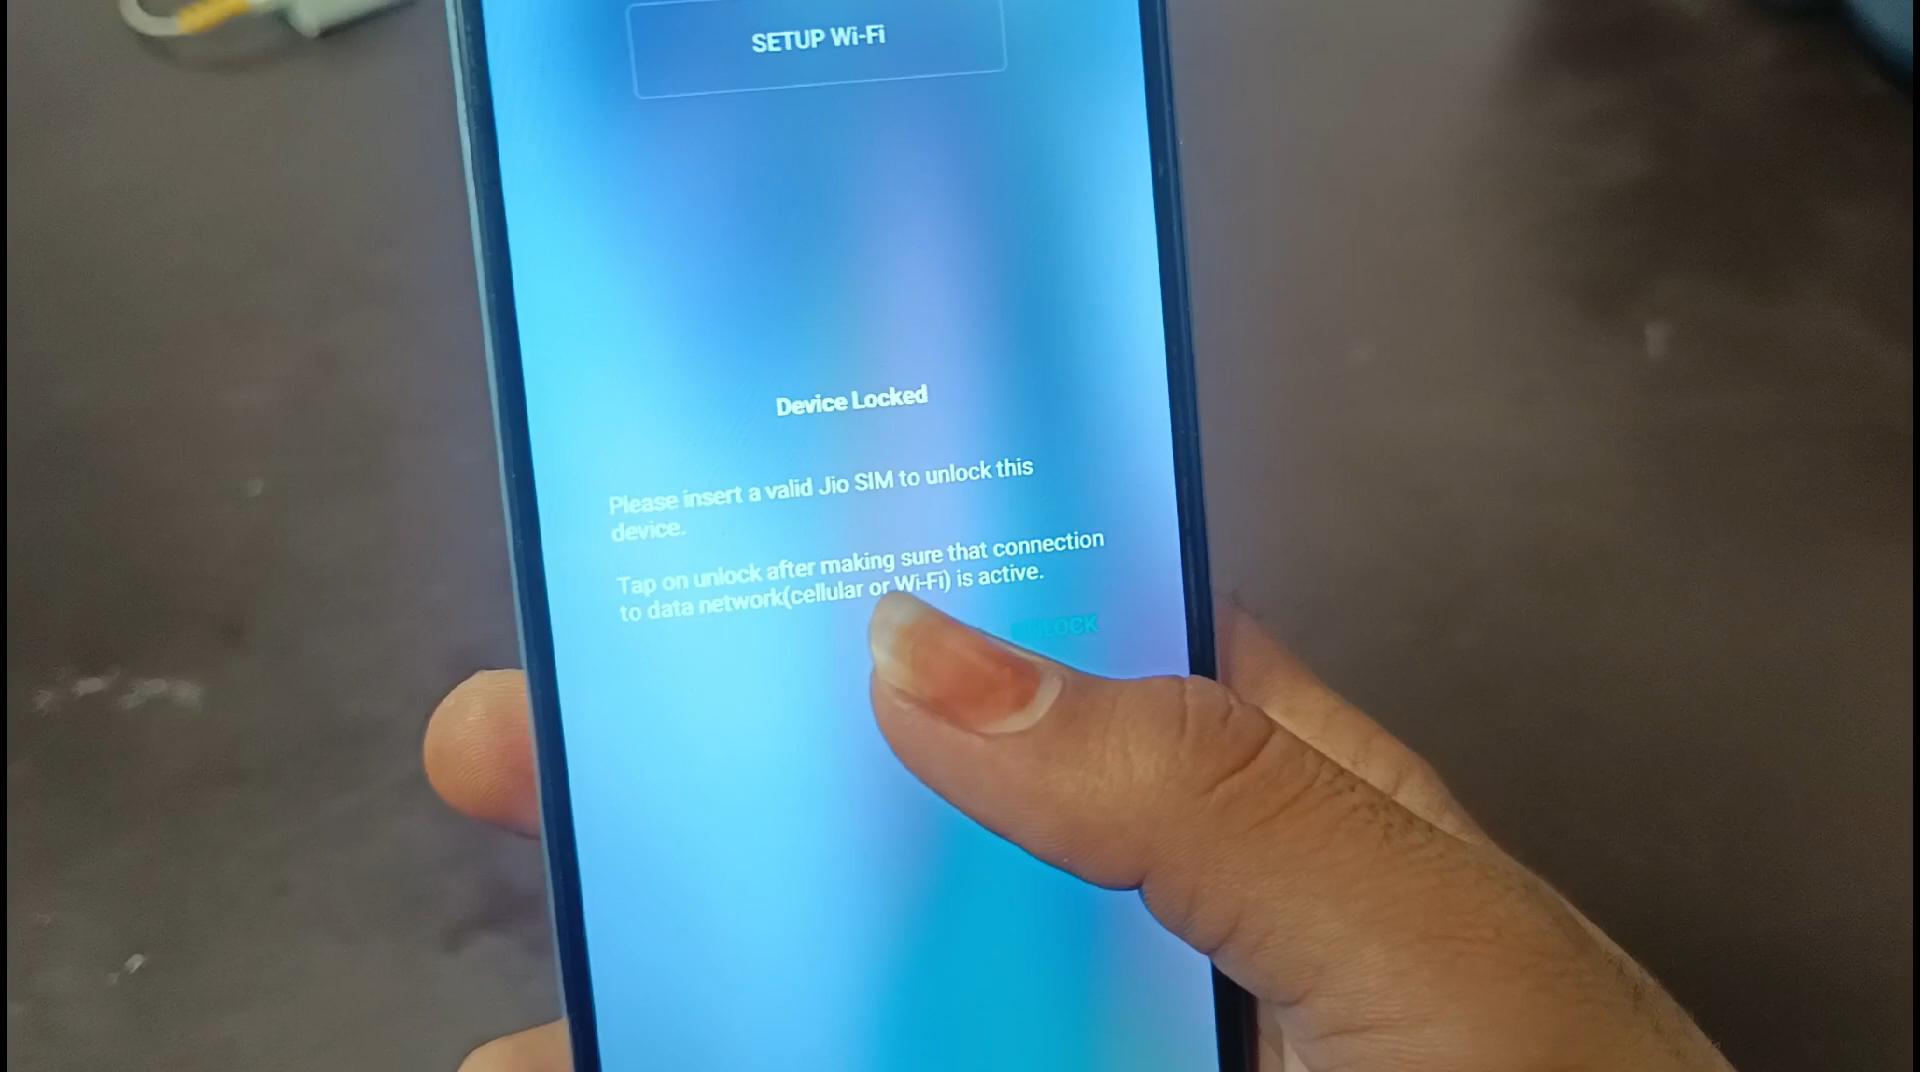 SETUP Wi-Fi
Device Locked
Please insert a valid Jio SIM to unlock this
device.
Tap on unlock after making sure that connection
to data network(cellular or Wi-Fi) is active.